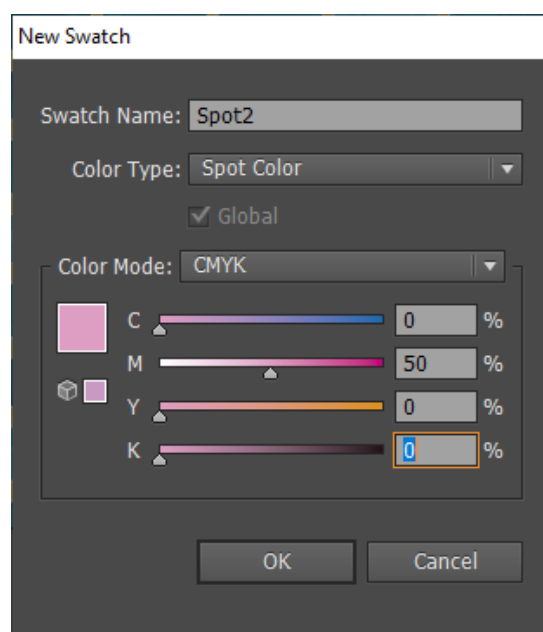 New Swatch
Swatch Name: Spot2
Color Type: Spot Color
Global
Color Mode: CMYK
C 0 %
M 50 %
Y 0 %
K 0 %
OK Cancel